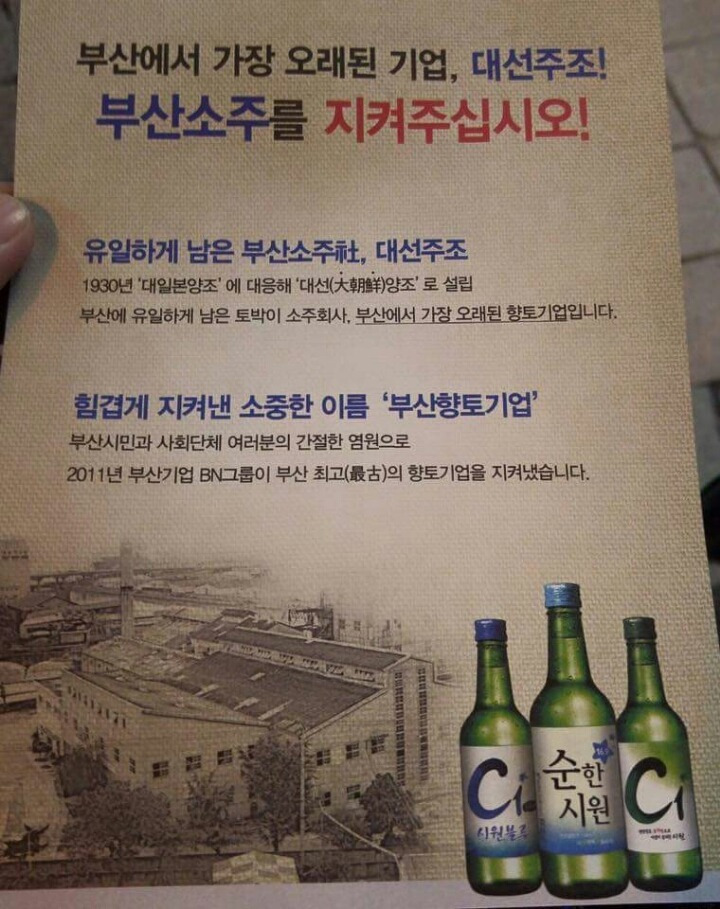 부산에서 가장 오래된 기업, 대선주조!
부산소주를 지켜주십시오!
유일하게 남은 부산소주社, 대선주조
1930년 '대일본양조' 에 대응해 '대선(大朝鮮)양조' 로 설립
부산에 유일하게 남은 토박이 소주회사, 부산에서 가장 오래된 향토기업입니다.
힘겹게 지켜낸 소중한 이름 '부산향토기업'
부산시민과 사회단체 여러분의 간절한 염원으로
2011년 부산기업 BN그룹이 부산 최고(最古)의 향토기업을 지켜냈습니다.
C1
시원블루
순한
시원
C1